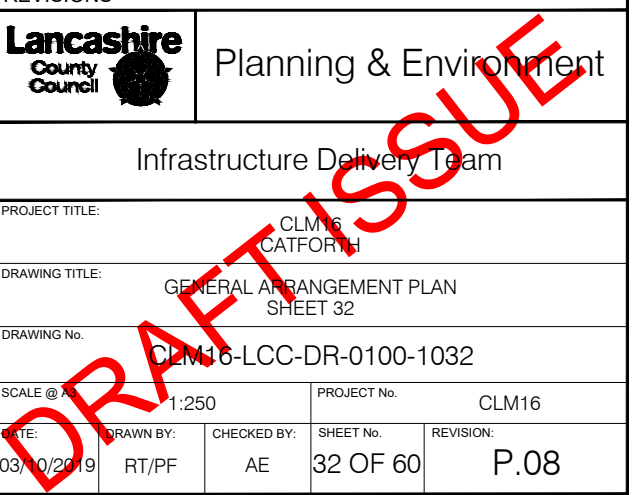 REVISIONS
Lancashire
County
Council
Planning & Environment
Infrastructure Delivery Team
PROJECT TITLE:
CLM16
CATFORTH
DRAWING TITLE:
GENERAL ARRANGEMENT PLAN
SHEET 32
DRAWING No.
CLM16-LCC-DR-0100-1032
SCALE @ A3
1:250
PROJECT No.
CLM16
DATE:
03/10/2019
DRAWN BY:
RT/PF
CHECKED BY:
AE
SHEET No.
32 OF 60
REVISION:
P.08
DRAFT ISSUE